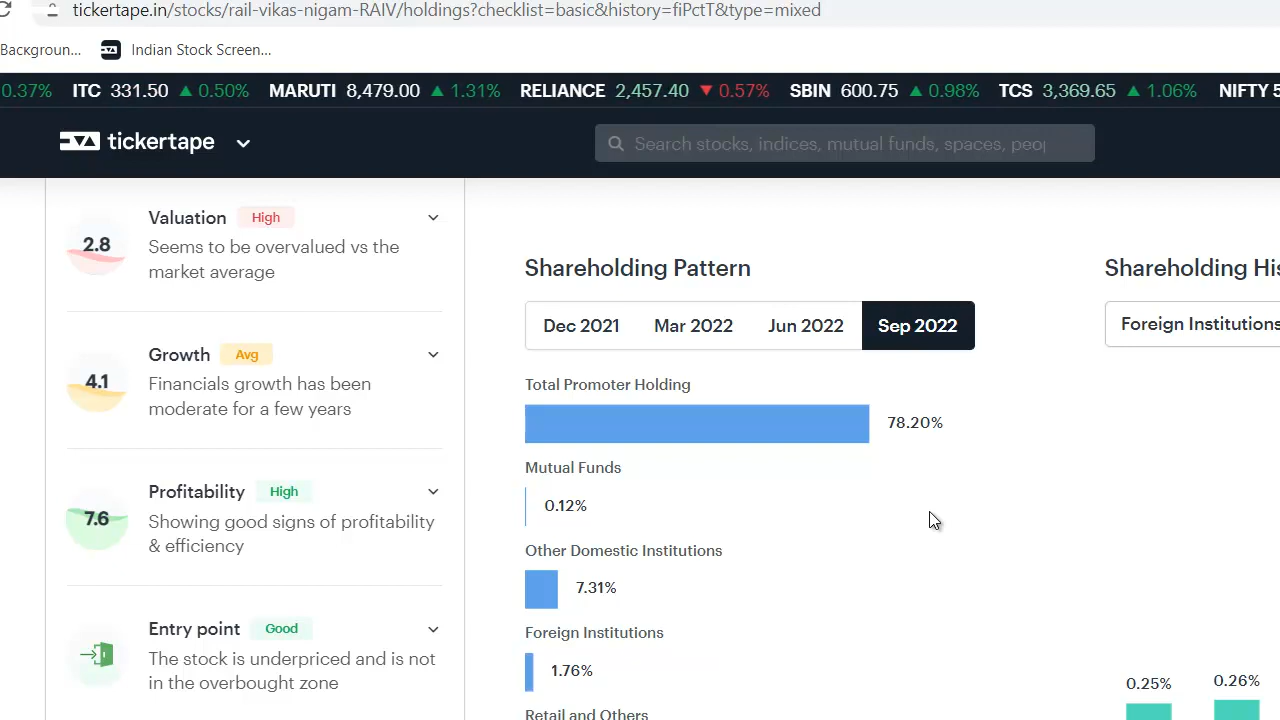 tickertape.in/stocks/rail-vikas-nigam-RAIV/holdings?checklist=basic&history=fiPctT&type=mixed
Backgroun... Indian Stock Screen...
0.37% ITC 331.50 ▲ 0.50% MARUTI 8,479.00 ▲ 1.31% RELIANCE 2,457.40 ▼ 0.57% SBIN 600.75 ▲ 0.98% TCS 3,369.65 ▲ 1.06% NIFTY 5
tickertape
Search stocks, indices, mutual funds, spaces, peop
Valuation High
2.8
Seems to be overvalued vs the
market average
Growth Avg
4.1
Financials growth has been
moderate for a few years
Profitability High
7.6
Showing good signs of profitability
& efficiency
Entry point Good
The stock is underpriced and is not
in the overbought zone
Shareholding Pattern
Dec 2021 Mar 2022 Jun 2022 Sep 2022
Total Promoter Holding
78.20%
Mutual Funds
0.12%
Other Domestic Institutions
7.31%
Foreign Institutions
1.76%
Retail and Others
Shareholding His
Foreign Institutions
0.25% 0.26%